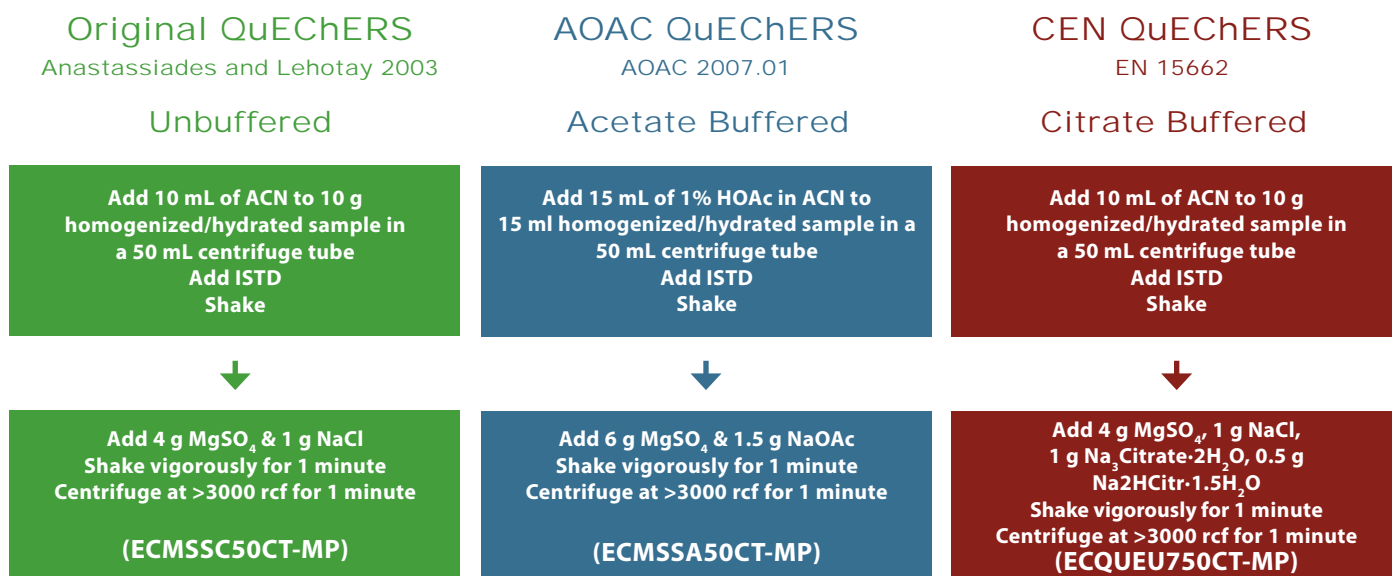 Original QuEChERS
Anastassiades and Lehotay 2003
Unbuffered
Add 10 mL of ACN to 10 g
homogenized/hydrated sample in
a 50 mL centrifuge tube
Add ISTD
Shake
Add 4 g MgSO₄ & 1 g NaCl
Shake vigorously for 1 minute
Centrifuge at >3000 rcf for 1 minute
(ECMSSC50CT-MP)
AOAC QuEChERS
AOAC 2007.01
Acetate Buffered
Add 15 mL of 1% HOAc in ACN to
15 ml homogenized/hydrated sample in a
50 mL centrifuge tube
Add ISTD
Shake
Add 6 g MgSO₄ & 1.5 g NaOAc
Shake vigorously for 1 minute
Centrifuge at >3000 rcf for 1 minute
(ECMSSA50CT-MP)
CEN QuEChERS
EN 15662
Citrate Buffered
Add 10 mL of ACN to 10 g
homogenized/hydrated sample in
a 50 mL centrifuge tube
Add ISTD
Shake
Add 4 g MgSO₄, 1 g NaCl,
1 g Na₃Citrate·2H₂O, 0.5 g
Na2HCitr·1.5H₂O
Shake vigorously for 1 minute
Centrifuge at >3000 rcf for 1 minute
(ECQUEU750CT-MP)